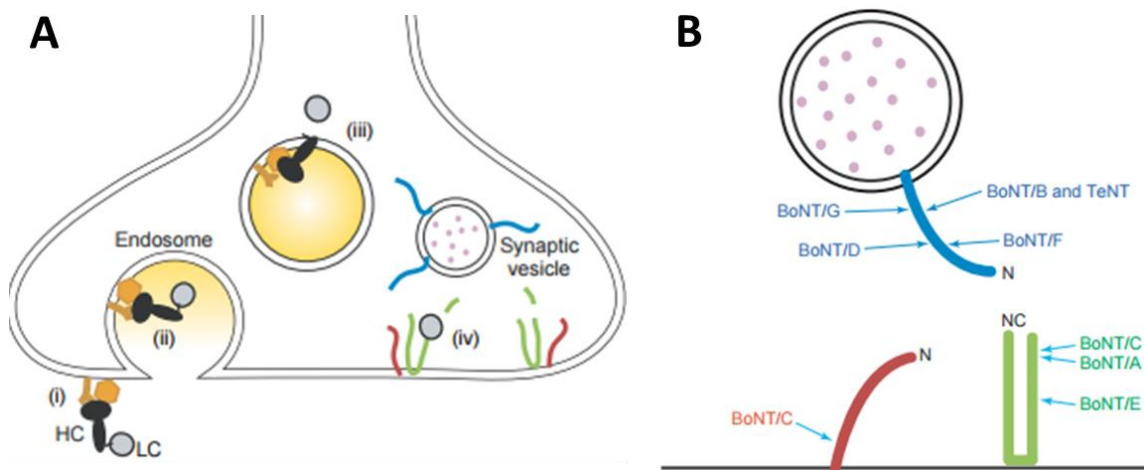 A
(iii)
Endosome
Synaptic
vesicle
(ii)
(iv)
(i)
HC
LC
B
BoNT/B and TeNT
BoNT/G
BoNT/D
BoNT/F
N
NC
N
BoNT/C
BoNT/A
BoNT/E
BoNT/C